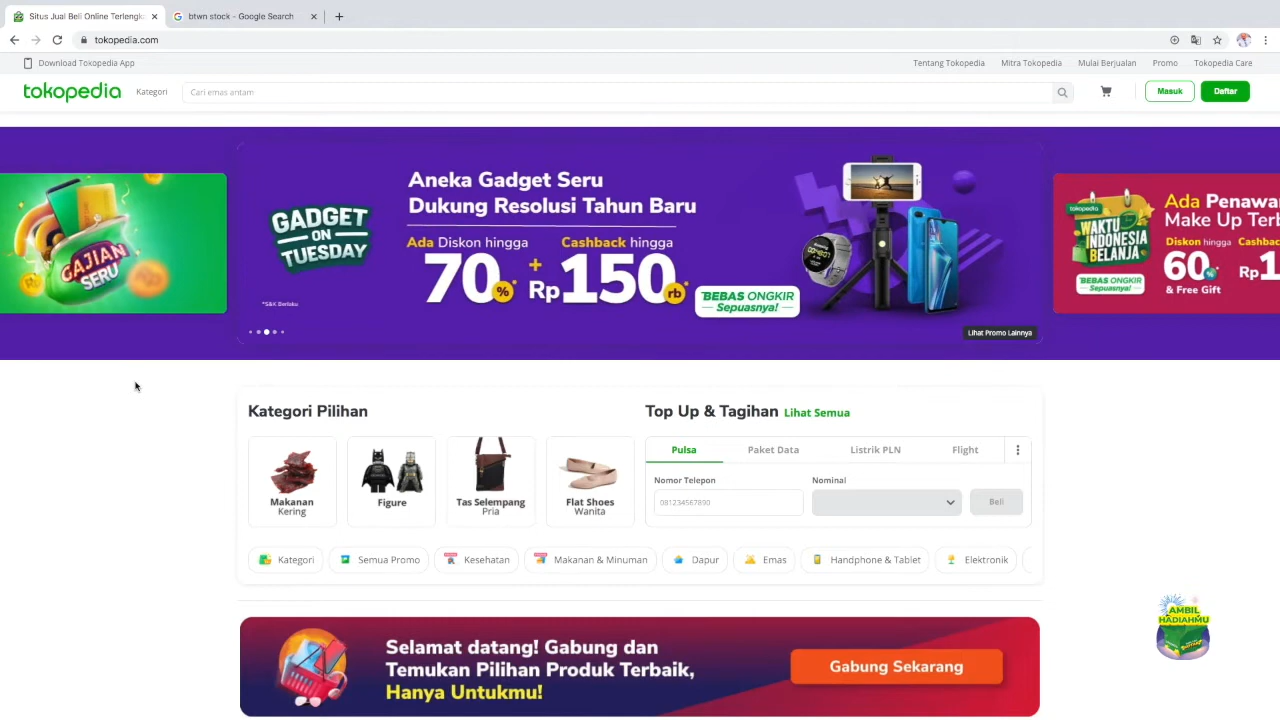 Situs Jual Beli Online Terlengka
btwn stock - Google Search
tokopedia.com
Download Tokopedia App
Tentang Tokopedia
Mitra Tokopedia
Mulai Berjualan
Promo
Tokopedia Care
tokopedia
Kategori
Cari emas antam
Masuk
Daftar
GAJIAN
SERU
GADGET
ON
TUESDAY
*S&K Berlaku
Aneka Gadget Seru
Dukung Resolusi Tahun Baru
Ada Diskon hingga
70%*
+
Cashback hingga
Rp150rb*
BEBAS ONGKIR
Sepuasnya!
Lihat Promo Lainnya
tokopedia
WAKTU
INDONESIA
BELANJA
BEBAS ONGKIR
Sepuasnya!
Ada Penawar
Make Up Terb
Diskon hingga
60%
& Free Gift
Cashba
Rp1
Kategori Pilihan
Makanan
Kering
Figure
Tas Selempang
Pria
Flat Shoes
Wanita
Top Up & Tagihan
Lihat Semua
Pulsa
Paket Data
Listrik PLN
Flight
Nomor Telepon
081234567890
Nominal
Beli
Kategori
Semua Promo
Kesehatan
Makanan & Minuman
Dapur
Emas
Handphone & Tablet
Elektronik
AMBIL
HADIAHMU
Selamat datang! Gabung dan
Temukan Pilihan Produk Terbaik,
Hanya Untukmu!
Gabung Sekarang